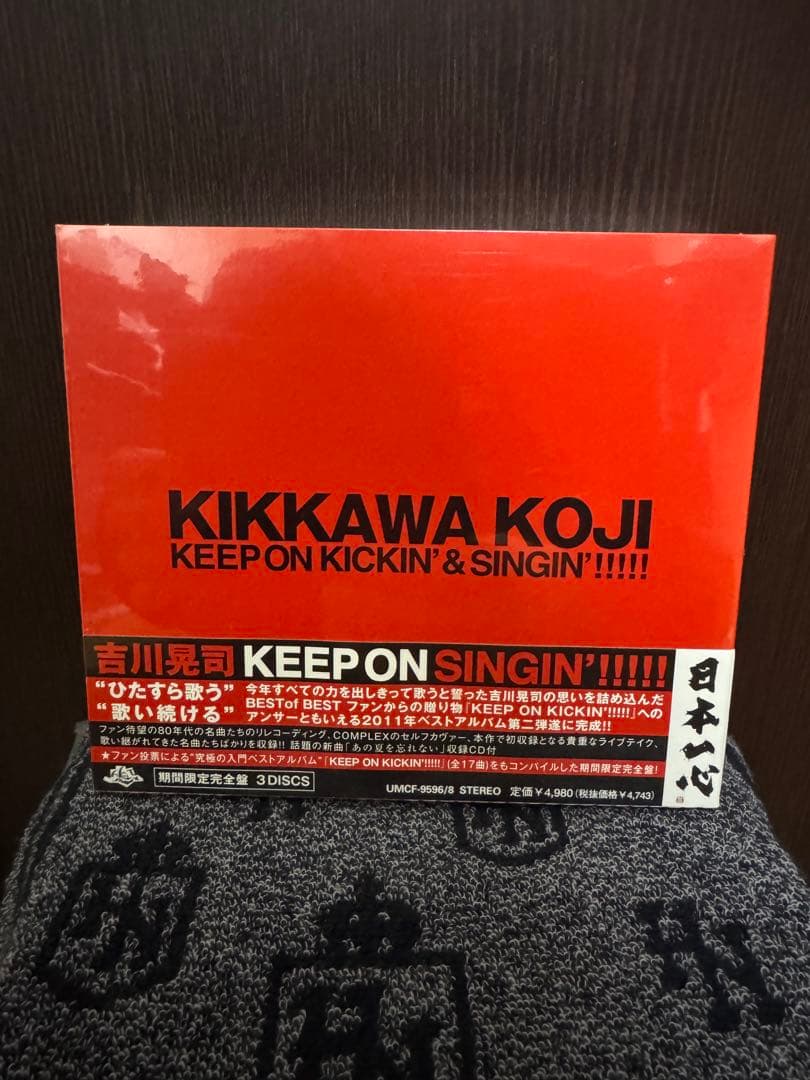 KIKKAWA KOJI
KEEP ON KICKIN' & SINGIN'!!!!!
吉川晃司 KEEP ON SINGIN'!!!!!
“ひたすら歌う”
“歌い続ける”
今年すべての力を出しきって歌うと誓った吉川晃司の思いを詰め込んだ
BESTof BEST ファンからの贈り物『KEEP ON KICKIN'!!!!!』への
アンサーともいえる2011年ベストアルバム第二弾遂に完成!!
ファン待望の80年代の名曲たちのリレコーディング、COMPLEXのセルフカヴァー、本作で初収録となる貴重なライブテイク、
歌い継がれてきた名曲たちばかりを収録!! 話題の新曲「あの夏を忘れない」収録CD付
★ファン投票による“究極の入門ベストアルバム”『KEEP ON KICKIN'!!!!!』(全17曲)をもコンパイルした期間限定完全盤!
期間限定完全盤 3DISCS
UMCF-9596/8 STEREO 定価¥4,980(税抜価格¥4,743)
日本一心